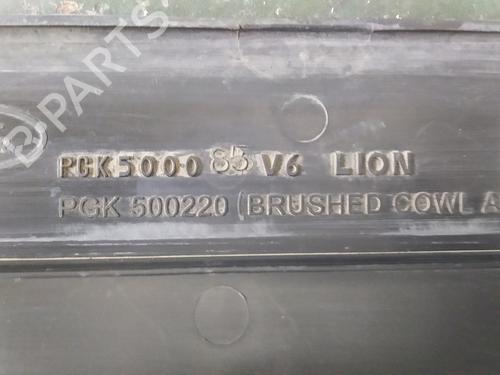 B-PARTS
PGK5000 85 V6 LION
PGK 500220 (BRUSHED COWL A